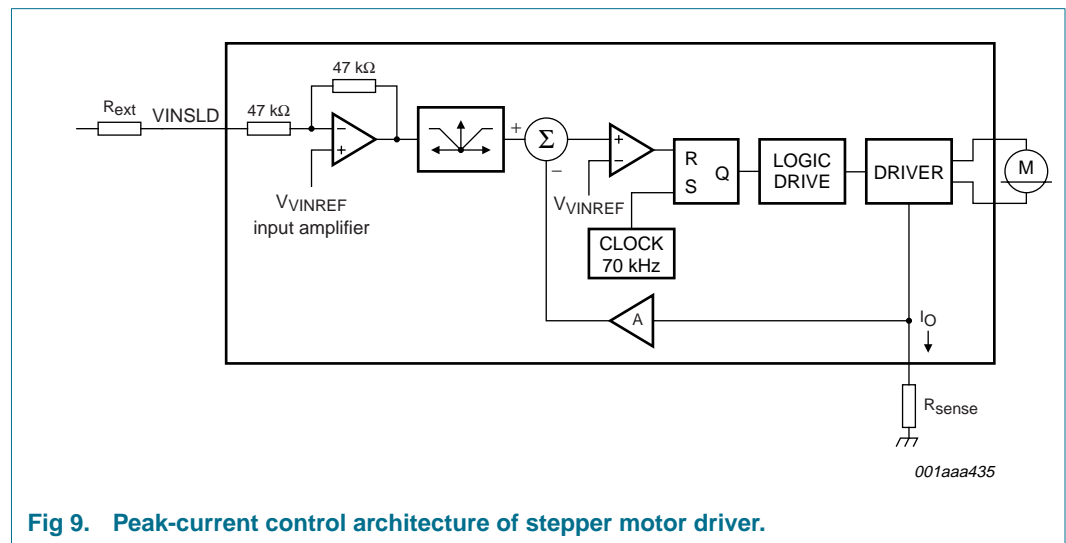 47 kΩ
Rext
VINSLD
47 kΩ
−
+
VVINREF
input amplifier
+
Σ
−
+
−
VVINREF
R
S
Q
LOGIC
DRIVE
DRIVER
M
CLOCK
70 kHz
A
IO
Rsense
001aaa435
Fig 9. Peak-current control architecture of stepper motor driver.